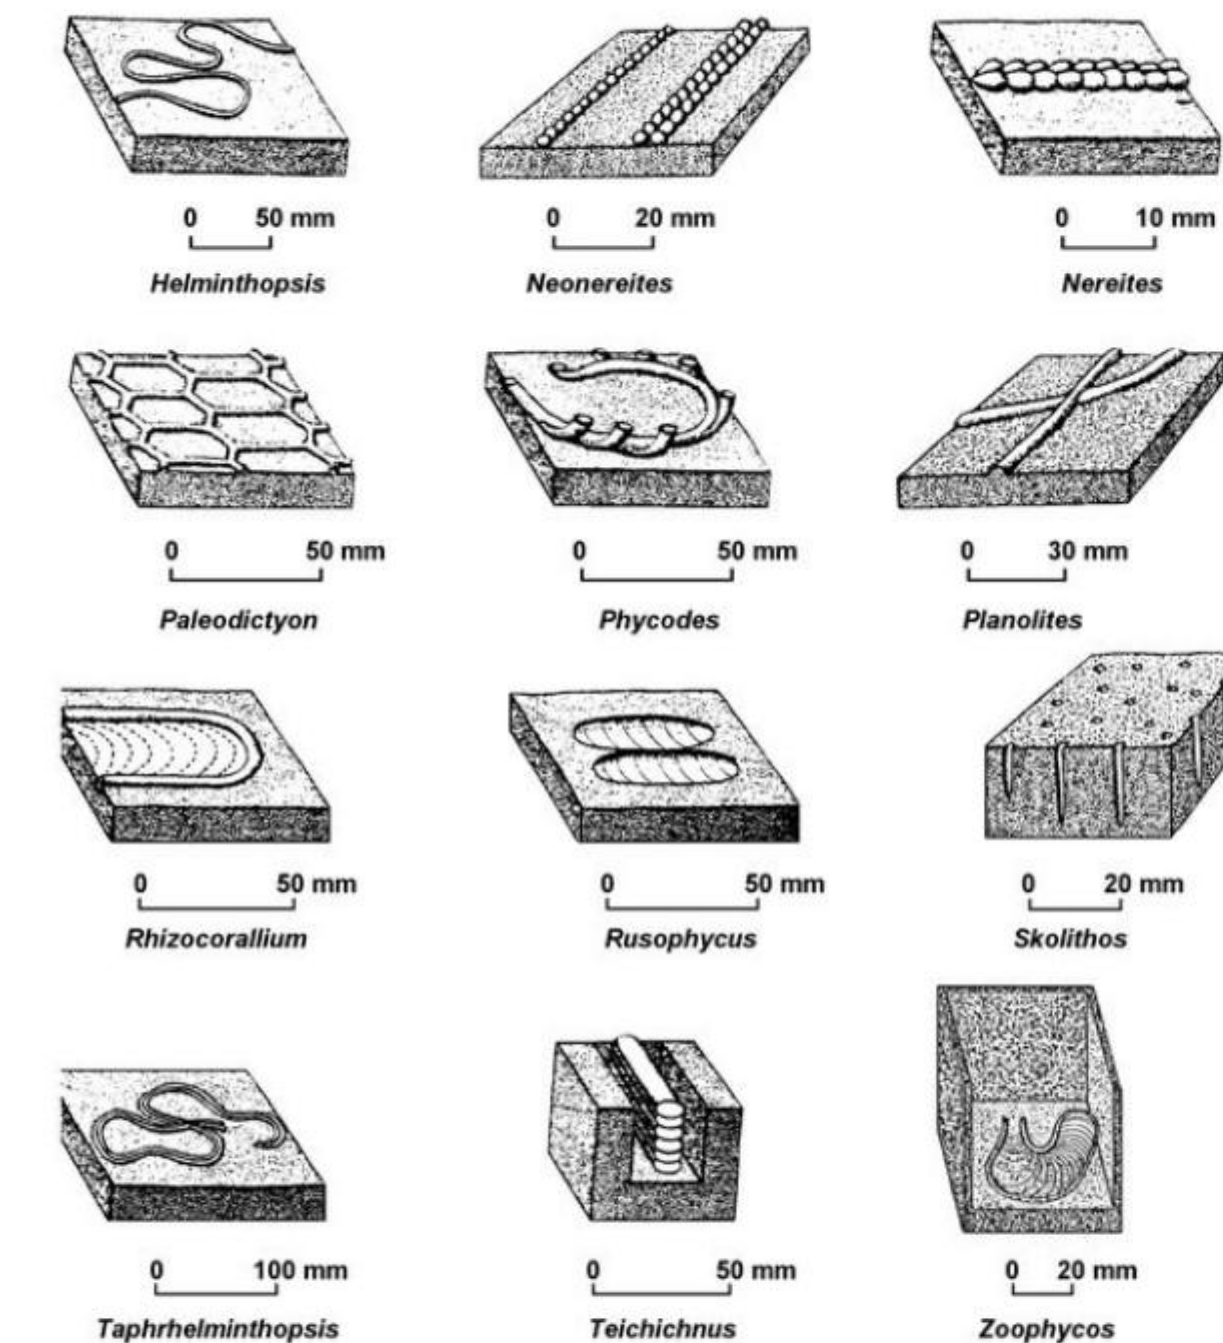 0 50 mm 0 20 mm 0 10 mm
Helminthopsis Neonereites Nereites
0 50 mm 0 50 mm 0 30 mm
Paleodictyon Phycodes Planolites
0 50 mm 0 50 mm 0 20 mm
Rhizocorallium Rusophycus Skolithos
0 100 mm 0 50 mm 0 20 mm
Taphrhelminthopsis Teichichnus Zoophycos